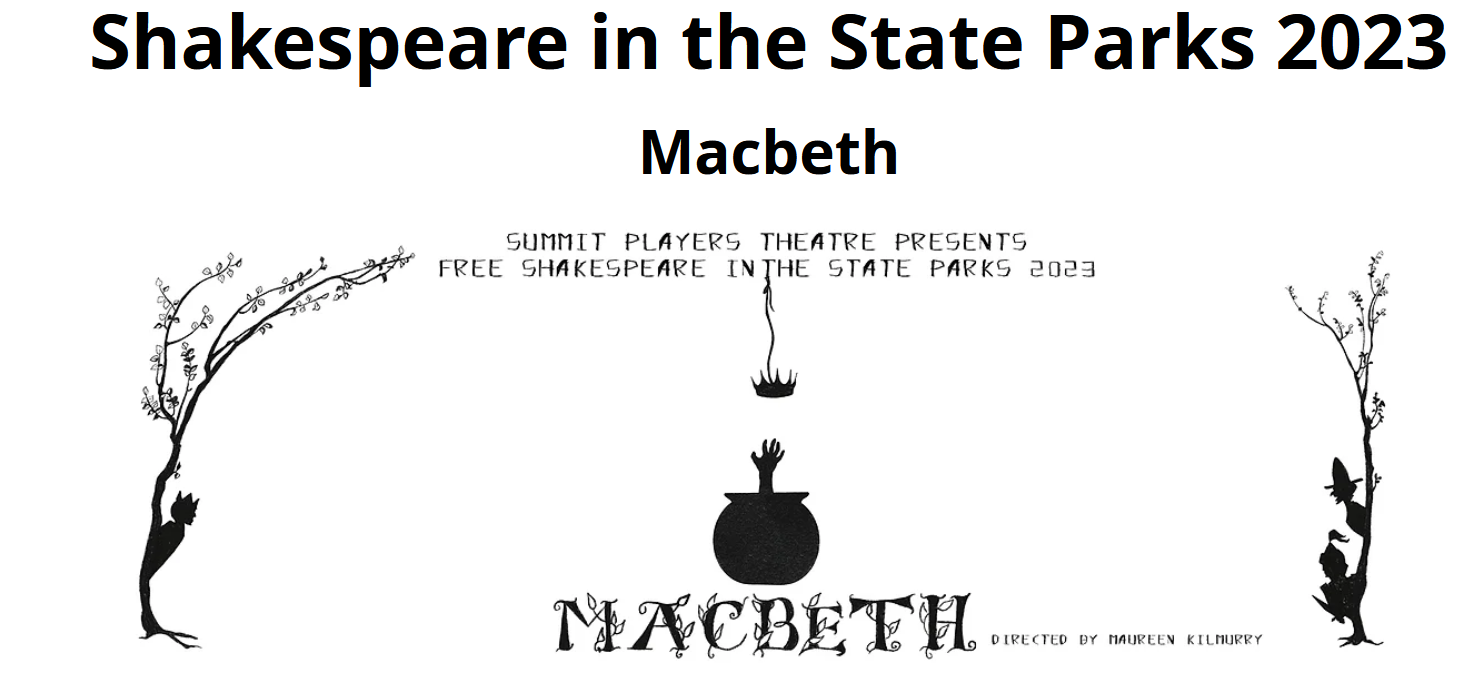 Shakespeare in the State Parks 2023
Macbeth
SUMMIT PLAYERS THEATRE PRESENTS
FREE SHAKESPEARE IN THE STATE PARKS 2023
MACBETH
DIRECTED BY MAUREEN KILMURRY